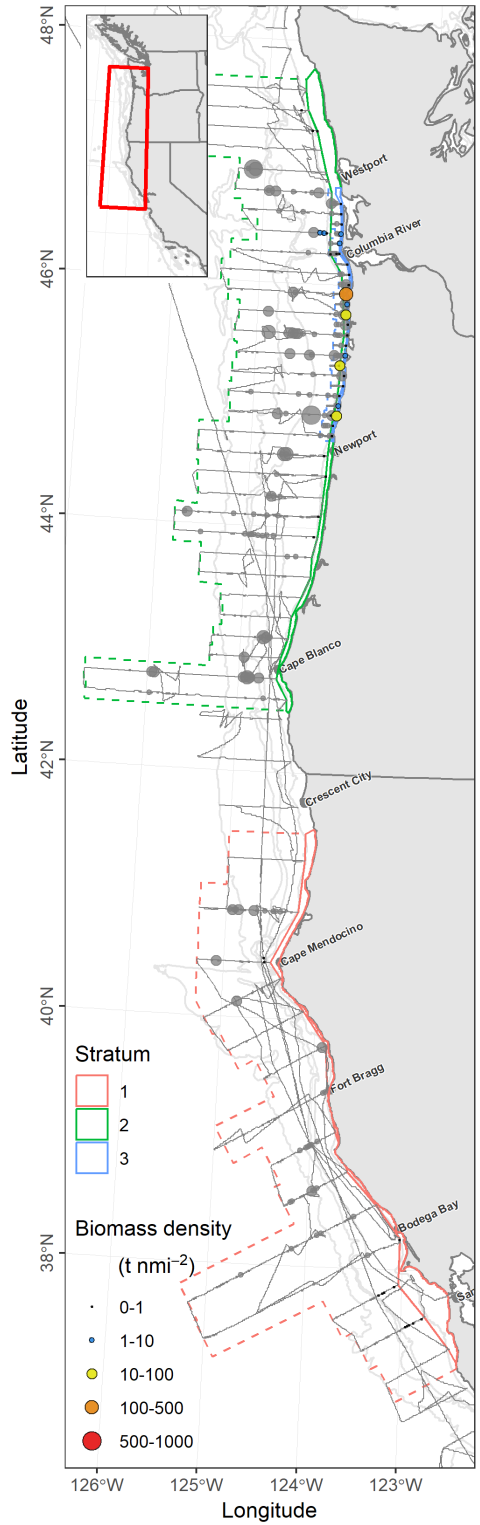 48°N
Westport
Columbia River
46°N
Newport
44°N
Cape Blanco
Latitude
42°N
Crescent City
Cape Mendocino
40°N
Stratum
1
2
3
Fort Bragg
Bodega Bay
Biomass density
(t nmi⁻²)
38°N
San
0-1
1-10
10-100
100-500
500-1000
126°W 125°W 124°W 123°W
Longitude